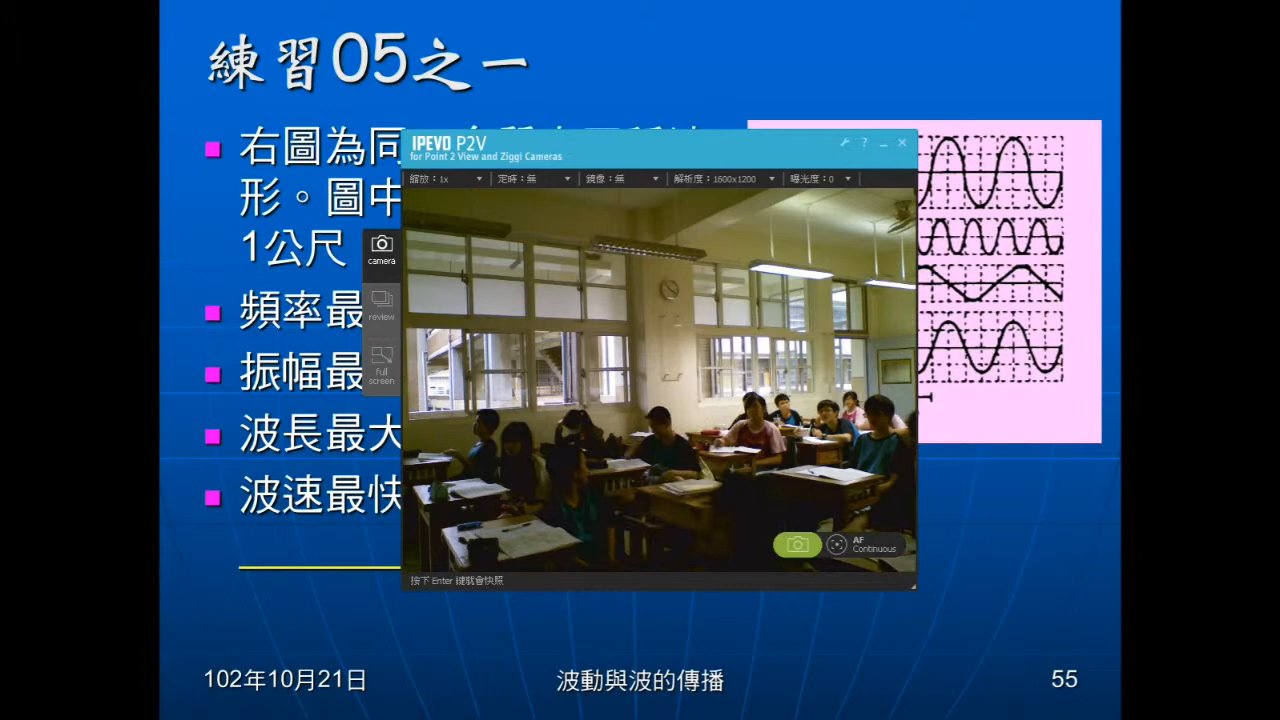 練習05之一
右圖為同
形。圖中
1公尺
頻率最
振幅最
波長最大
波速最快
IPEVO P2V
for Point 2 View and Ziggi Cameras
縮放：1x
定時：無
鏡像：無
解析度：1600x1200
曝光度：0
camera
review
full
screen
AF
Continuous
按下 Enter 鍵就會快照
102年10月21日
波動與波的傳播
55